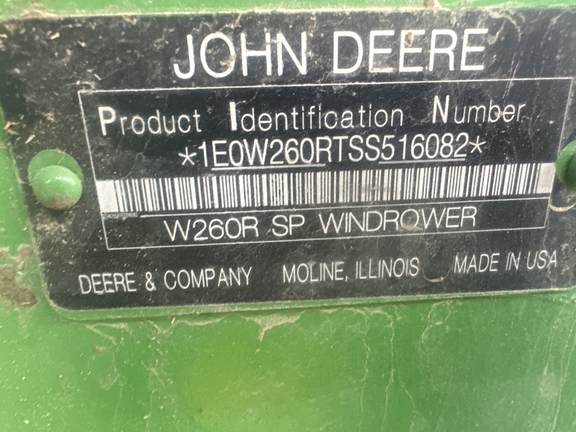 JOHN DEERE
Product Identification Number
*1E0W260RTSS516082*
W260R SP WINDROWER
DEERE & COMPANY MOLINE, ILLINOIS MADE IN USA